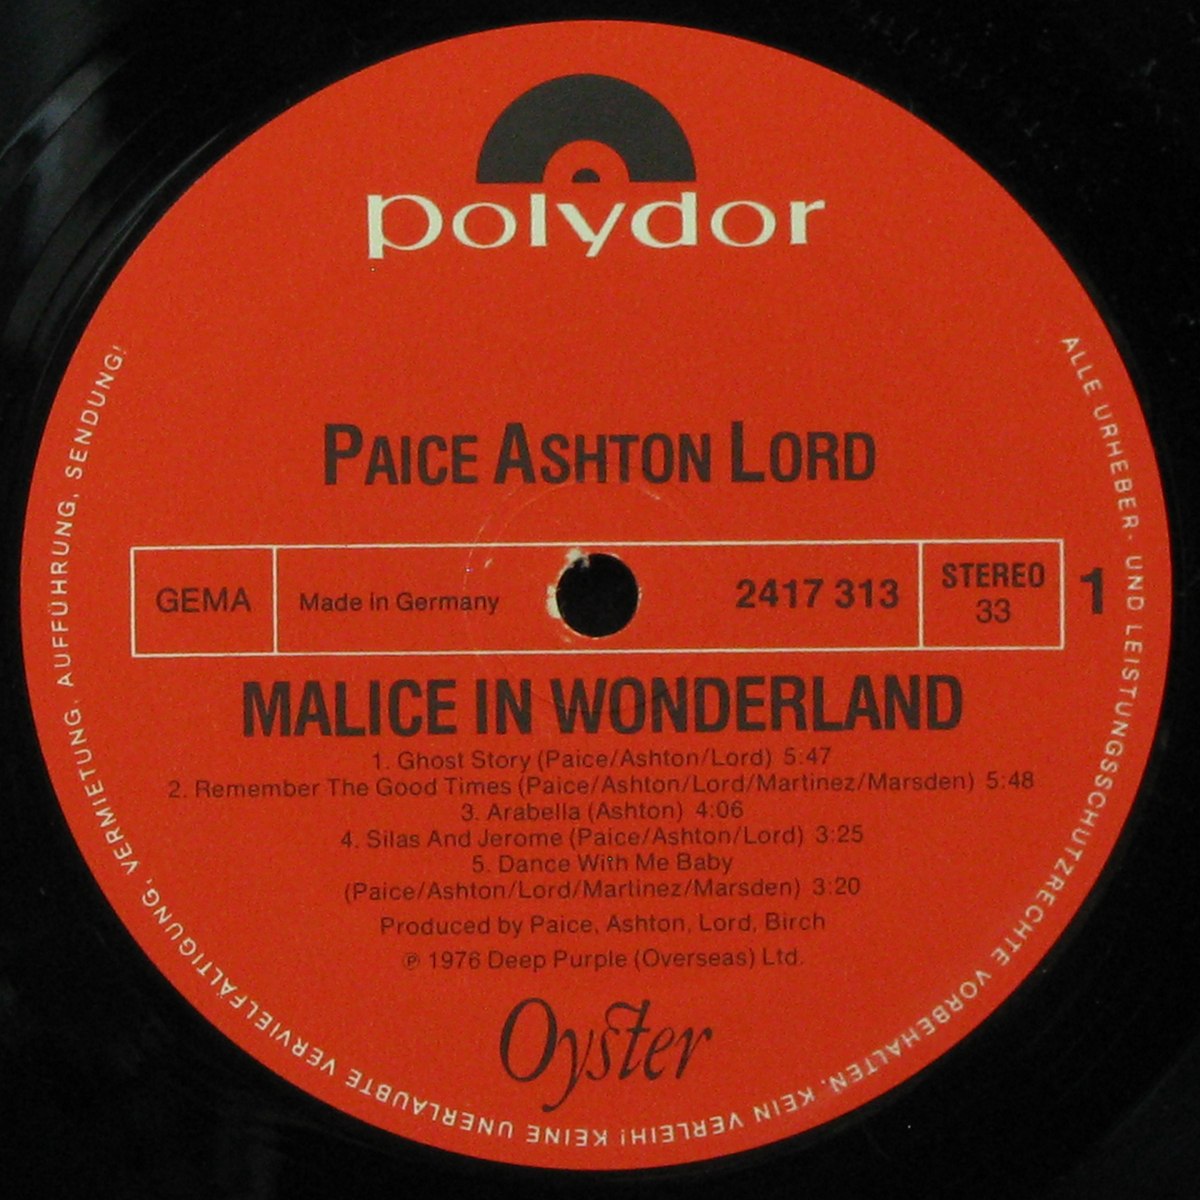 polydor
PAICE ASHTON LORD
GEMA
Made in Germany
2417 313
STEREO
33
1
MALICE IN WONDERLAND
1. Ghost Story (Paice/Ashton/Lord) 5:47
2. Remember The Good Times (Paice/Ashton/Lord/Martinez/Marsden) 5:48
3. Arabella (Ashton) 4:06
4. Silas And Jerome (Paice/Ashton/Lord) 3:25
5. Dance With Me Baby
(Paice/Ashton/Lord/Martinez/Marsden) 3:20
Produced by Paice, Ashton, Lord, Birch
℗ 1976 Deep Purple (Overseas) Ltd.
Oyster
ALLE URHEBER- UND LEISTUNGSSCHUTZRECHTE VORBEHALTEN. KEIN VERLEIH! KEINE UNERLAUBTE VERVIELFÄLTIGUNG, VERMIETUNG, AUFFÜHRUNG, SENDUNG!